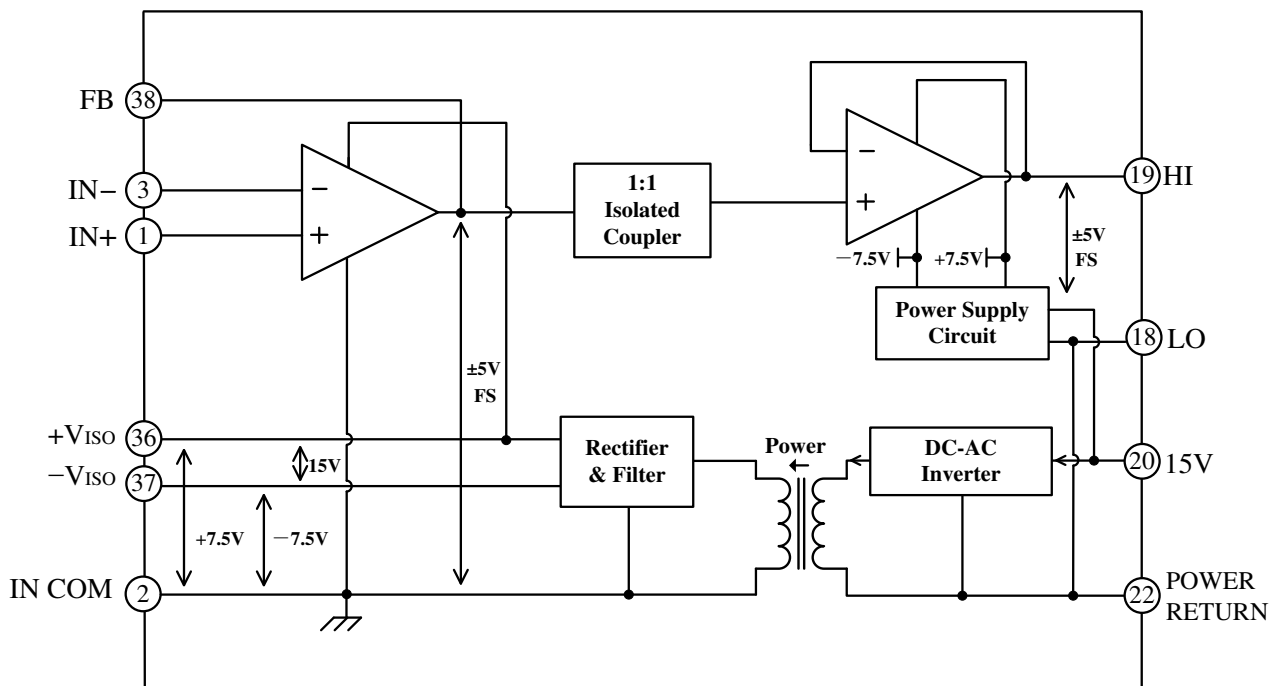 FB 38
IN− 3
IN+ 1
1:1
Isolated
Coupler
− +
− +
19 HI
−7.5V +7.5V
±5V
FS
Power Supply
Circuit
18 LO
±5V
FS
+VISO 36
−VISO 37
15V
Rectifier
& Filter
Power
DC-AC
Inverter
20 15V
+7.5V −7.5V
IN COM 2
22 POWER
RETURN